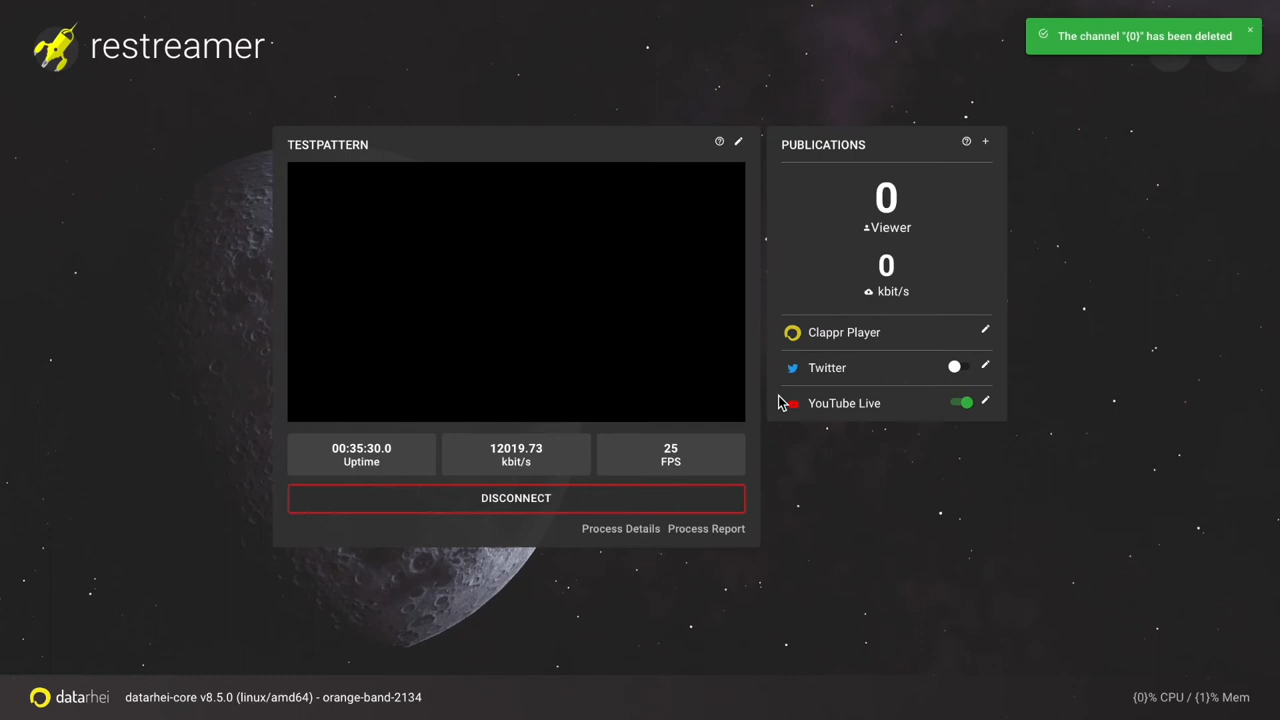 restreamer
The channel "{0}" has been deleted
TESTPATTERN
PUBLICATIONS
0
Viewer
0
kbit/s
Clappr Player
Twitter
YouTube Live
00:35:30.0
Uptime
12019.73
kbit/s
25
FPS
DISCONNECT
Process Details Process Report
datarhei datarhei-core v8.5.0 (linux/amd64) - orange-band-2134
{0}% CPU / {1}% Mem